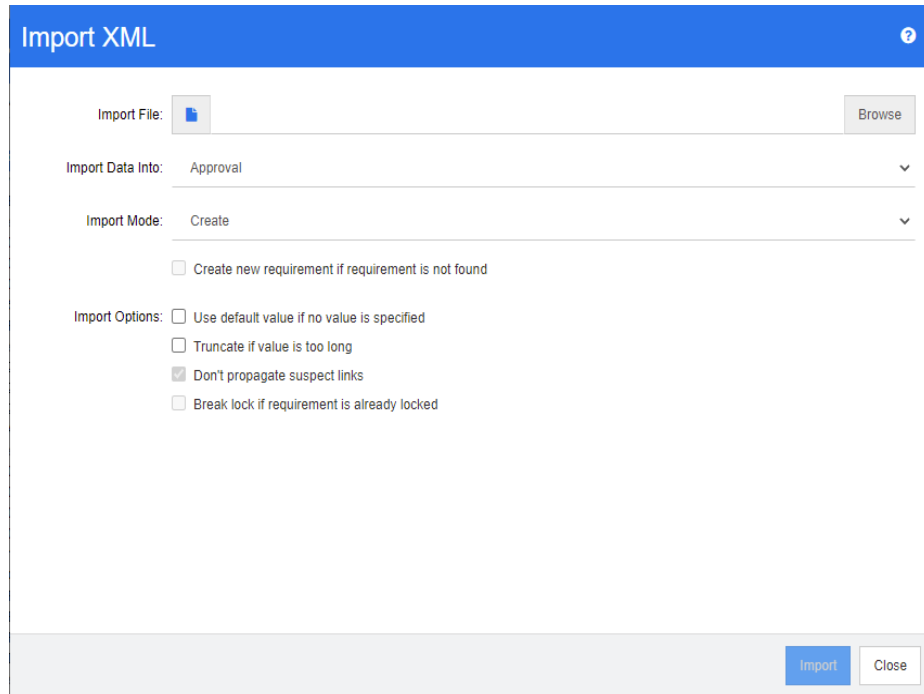 Import XML
?
Import File: Browse
Import Data Into: Approval
Import Mode: Create
Create new requirement if requirement is not found
Import Options: Use default value if no value is specified
Truncate if value is too long
Don't propagate suspect links
Break lock if requirement is already locked
Import Close